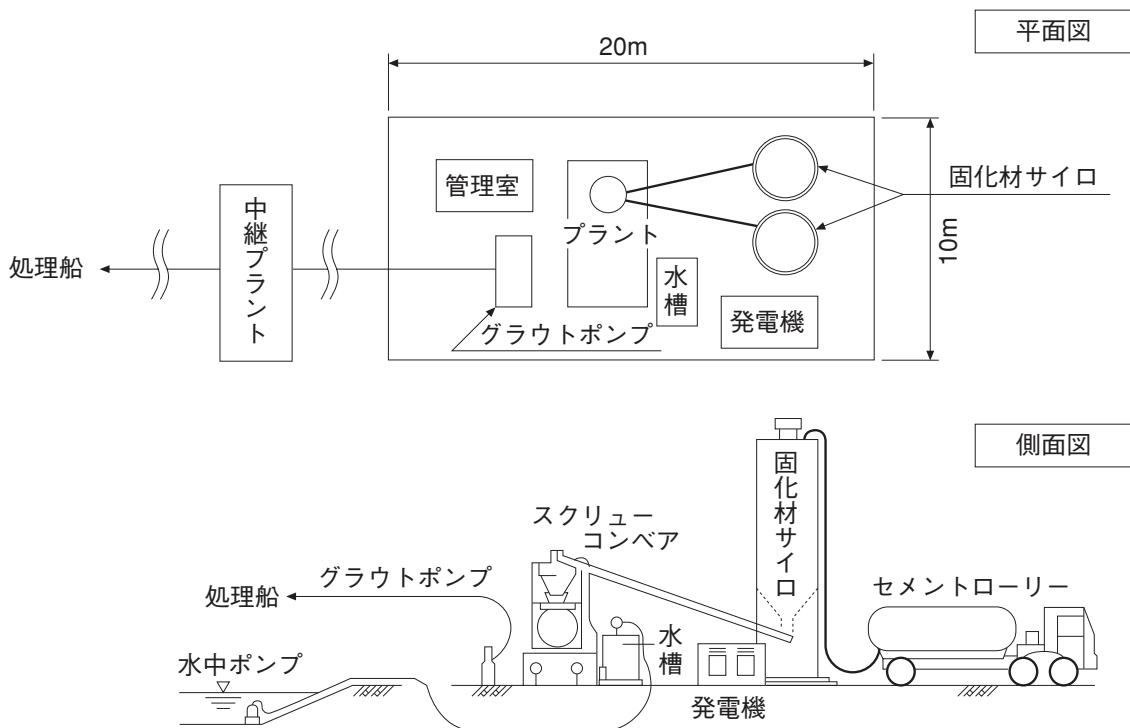 平面図
20m
固化材サイロ
管理室
プラント
中継プラント
処理船
10m
水槽
発電機
グラウトポンプ
側面図
固化材サイロ
スクリュー
コンベア
グラウトポンプ
処理船
セメントローリー
水中ポンプ
水槽
発電機